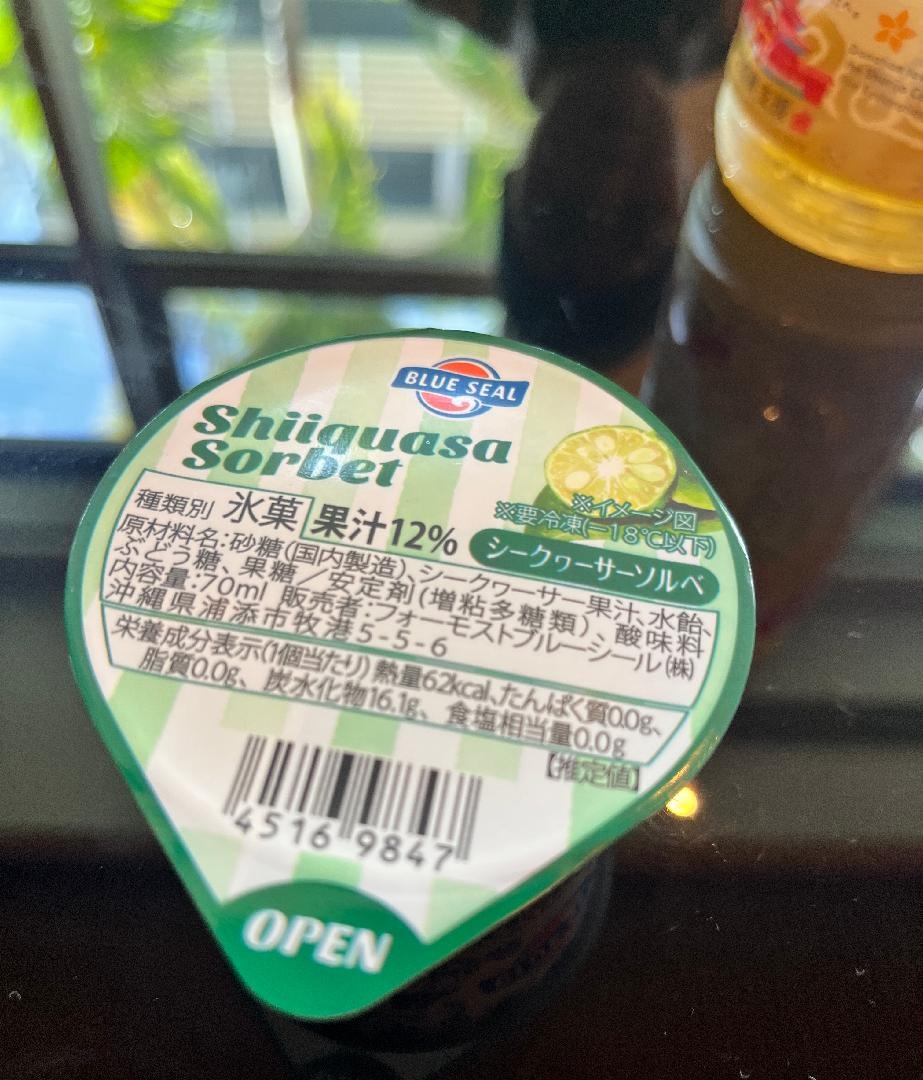 BLUE SEAL
Shiiquasa
Sorbet
※イメージ図
※要冷凍(−18℃以下)
種類別 氷菓 果汁12%
シークヮーサーソルベ
原材料名:砂糖(国内製造)、シークヮーサー果汁、水飴、
ぶどう糖、果糖/安定剤(増粘多糖類)、酸味料
内容量:70ml 販売者:フォーモストブルーシール(株)
沖縄県浦添市牧港5-5-6
栄養成分表示(1個当たり)熱量62kcal、たんぱく質0.0g、
脂質0.0g、炭水化物16.1g、食塩相当量0.0g
【推定値】
4516 9847
OPEN